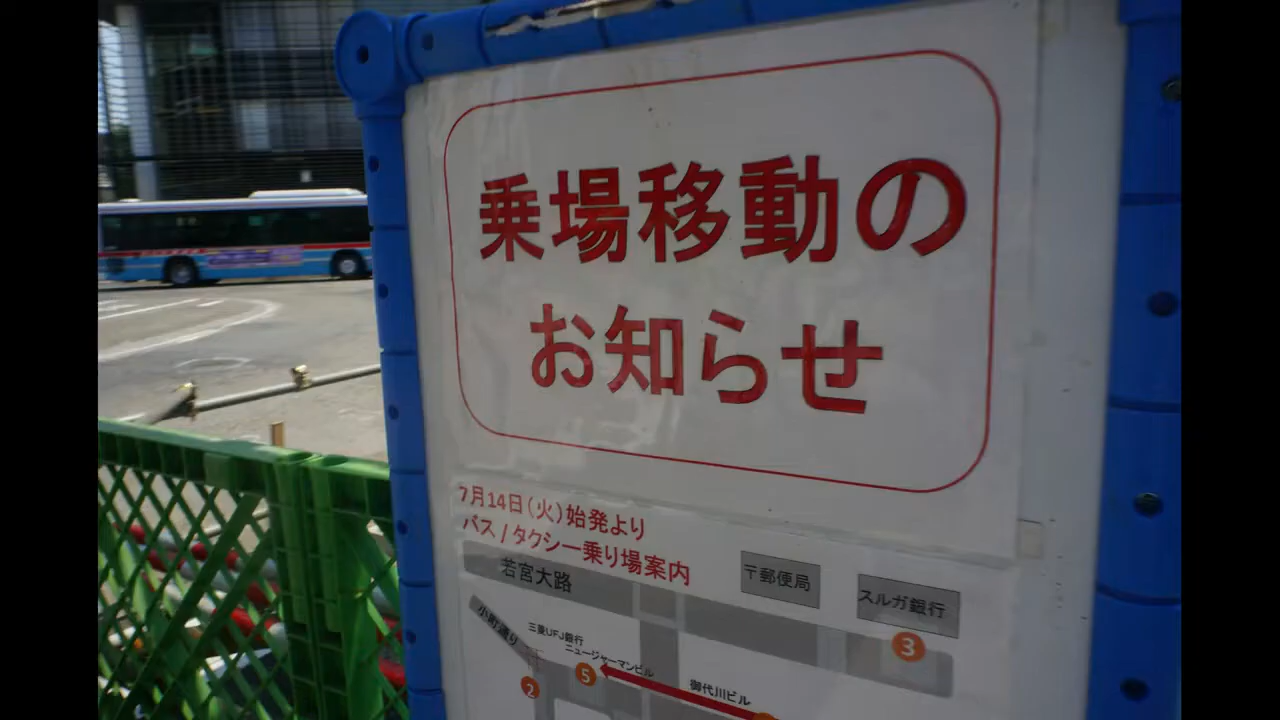 乗場移動の
お知らせ
7月14日(火)始発より
バス/タクシー乗り場案内
若宮大路
〒郵便局
スルガ銀行
小町通り
三菱UFJ銀行
ニュージャーマンビル
御代川ビル
3
5
2